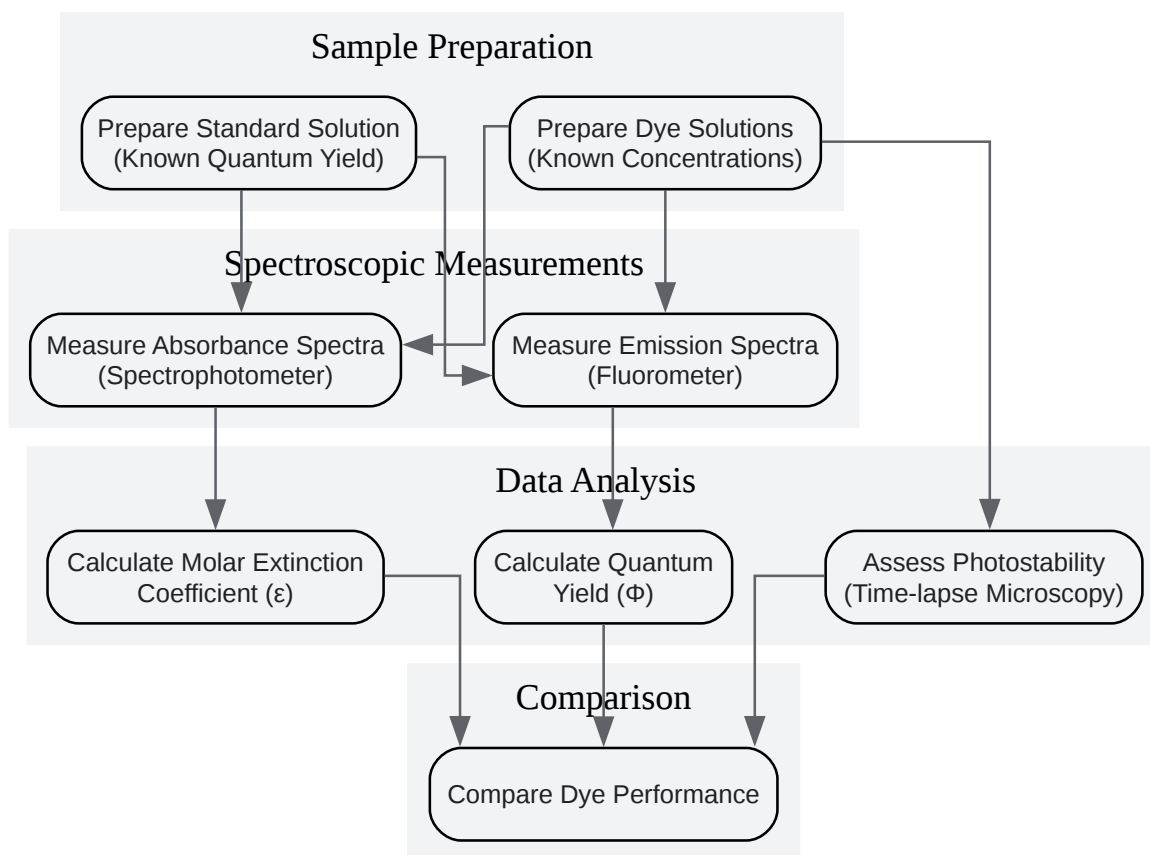 Sample Preparation
Prepare Standard Solution
(Known Quantum Yield)
Prepare Dye Solutions
(Known Concentrations)
Spectroscopic Measurements
Measure Absorbance Spectra
(Spectrophotometer)
Measure Emission Spectra
(Fluorometer)
Data Analysis
Calculate Molar Extinction
Coefficient (ε)
Calculate Quantum
Yield (Φ)
Assess Photostability
(Time-lapse Microscopy)
Comparison
Compare Dye Performance